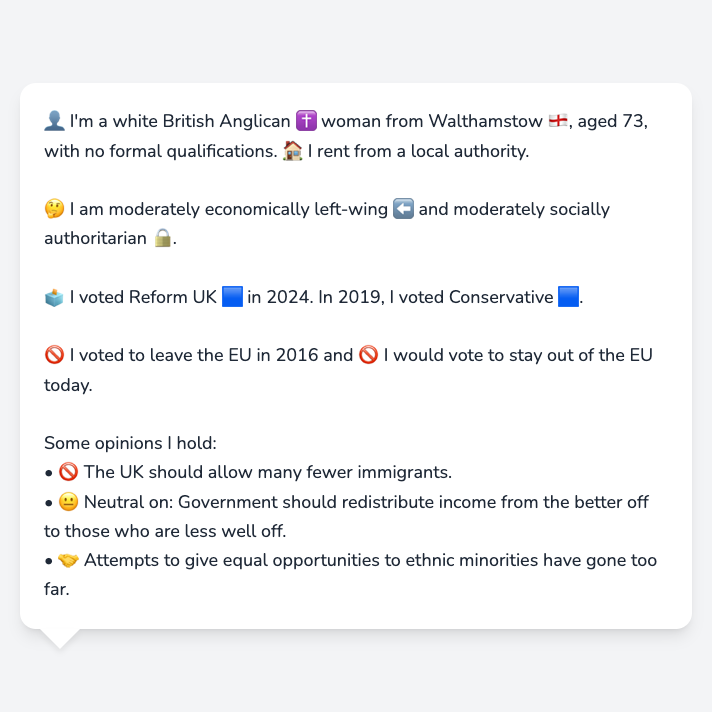 👤 I'm a white British Anglican ✝️ woman from Walthamstow 🏴󠁧󠁢󠁥󠁮󠁧󠁿, aged 73,
with no formal qualifications. 🏠 I rent from a local authority.
🤔 I am moderately economically left-wing ⬅️ and moderately socially
authoritarian 🔒.
🗳️ I voted Reform UK 🟦 in 2024. In 2019, I voted Conservative 🟦.
🚫 I voted to leave the EU in 2016 and 🚫 I would vote to stay out of the EU
today.
Some opinions I hold:
• 🚫 The UK should allow many fewer immigrants.
• 😐 Neutral on: Government should redistribute income from the better off
to those who are less well off.
• 🤝 Attempts to give equal opportunities to ethnic minorities have gone too
far.